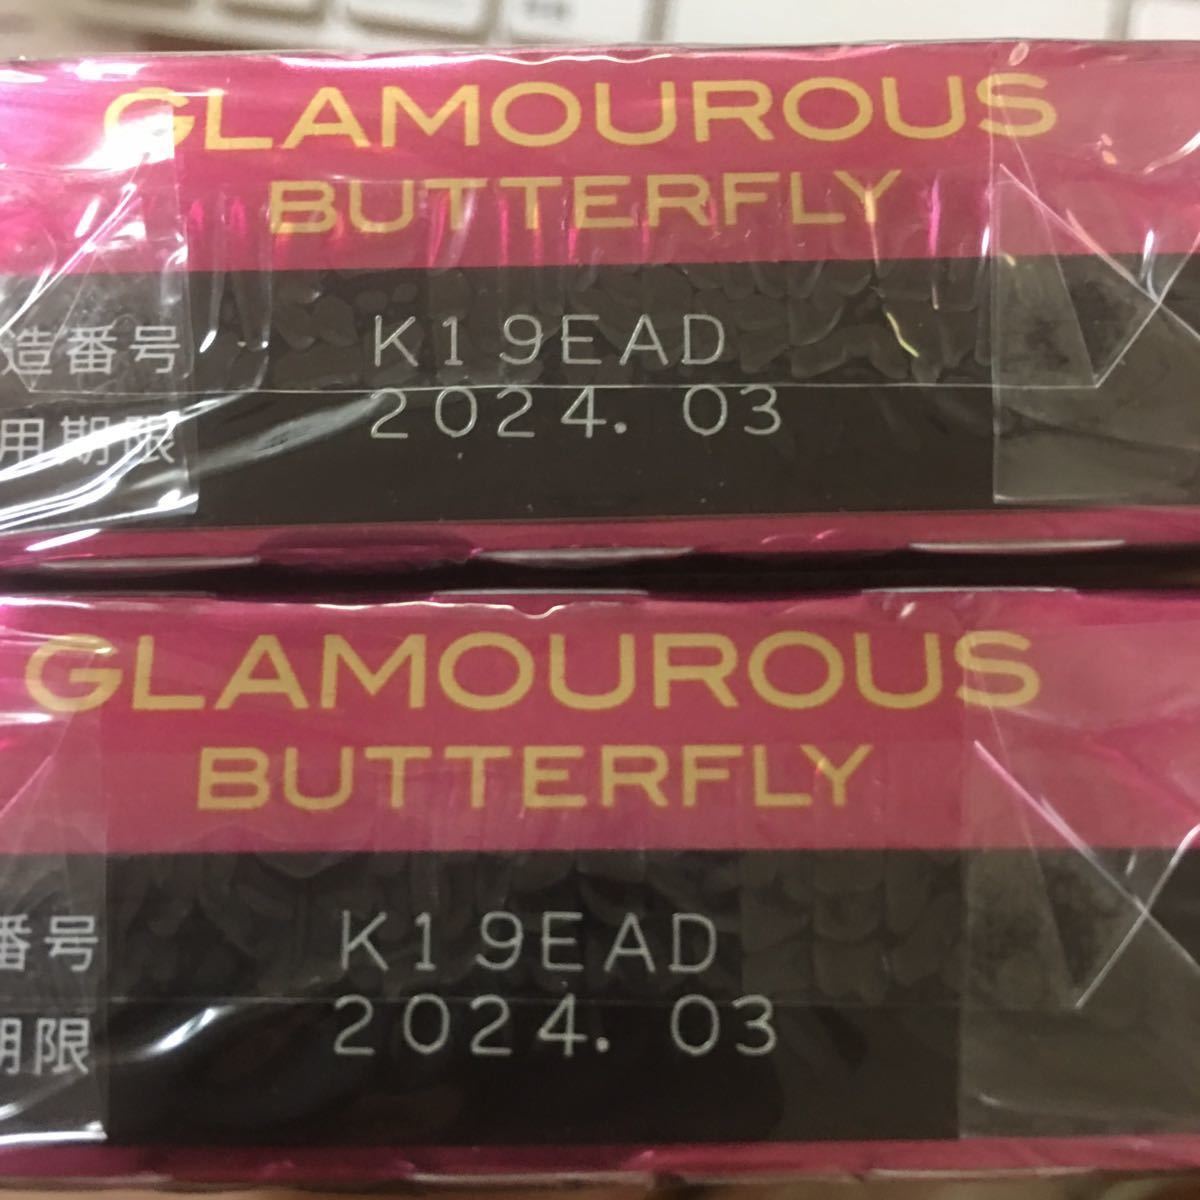 GLAMOUROUS
BUTTERFLY
造番号 K19EAD
用期限 2024. 03
GLAMOUROUS
BUTTERFLY
番号 K19EAD
期限 2024. 03